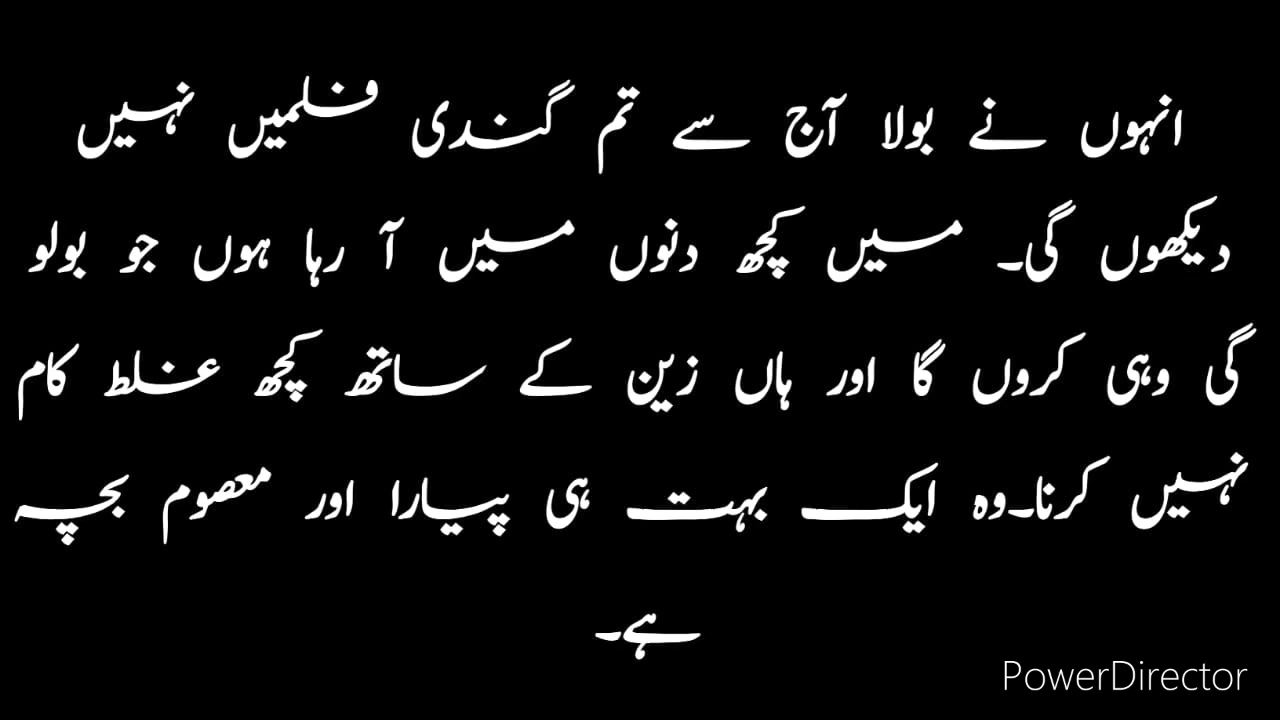 انہوں نے بولا آج سے تم گندی فلمیں نہیں
دیکھوں گی۔ میں کچھ دنوں میں آ رہا ہوں جو بولو
گی وہی کروں گا اور ہاں زین کے ساتھ کچھ غلط کام
نہیں کرنا۔وہ ایک بہت ہی پیارا اور معصوم بچہ
ہے۔
PowerDirector